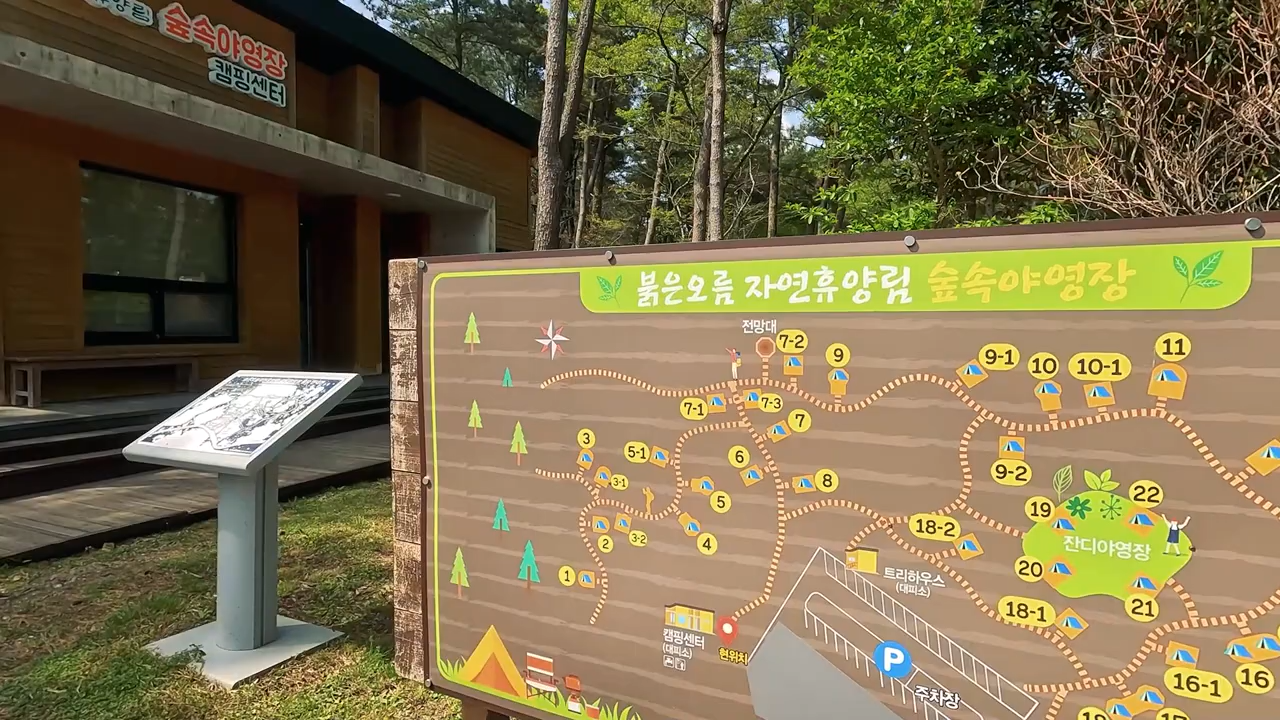 휴양림 숲속야영장
캠핑센터
붉은오름 자연휴양림 숲속야영장
전망대
7-2
9
9-1
10
10-1
11
7-1
7-3
7
3
5-1
6
9-2
3-1
8
5
19
22
2
3-2
4
18-2
잔디야영장
1
트리하우스
(대피소)
20
18-1
21
캠핑센터
(대피소)
현위치
P
주차장
16-1
16